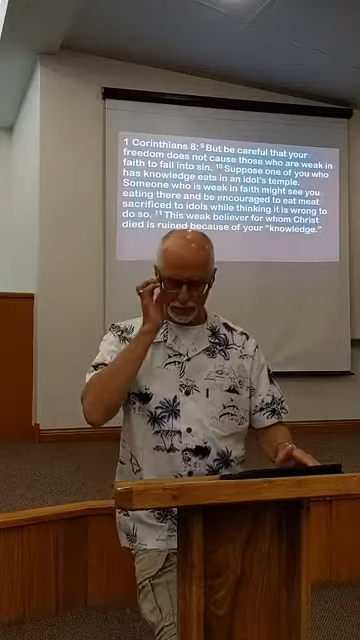 1 Corinthians 8: ⁹ But be careful that your
freedom does not cause those who are weak in
faith to fall into sin. ¹⁰ Suppose one of you who
has knowledge eats in an idol's temple.
Someone who is weak in faith might see you
eating there and be encouraged to eat meat
sacrificed to idols while thinking it is wrong to
do so. ¹¹ This weak believer for whom Christ
died is ruined because of your "knowledge."